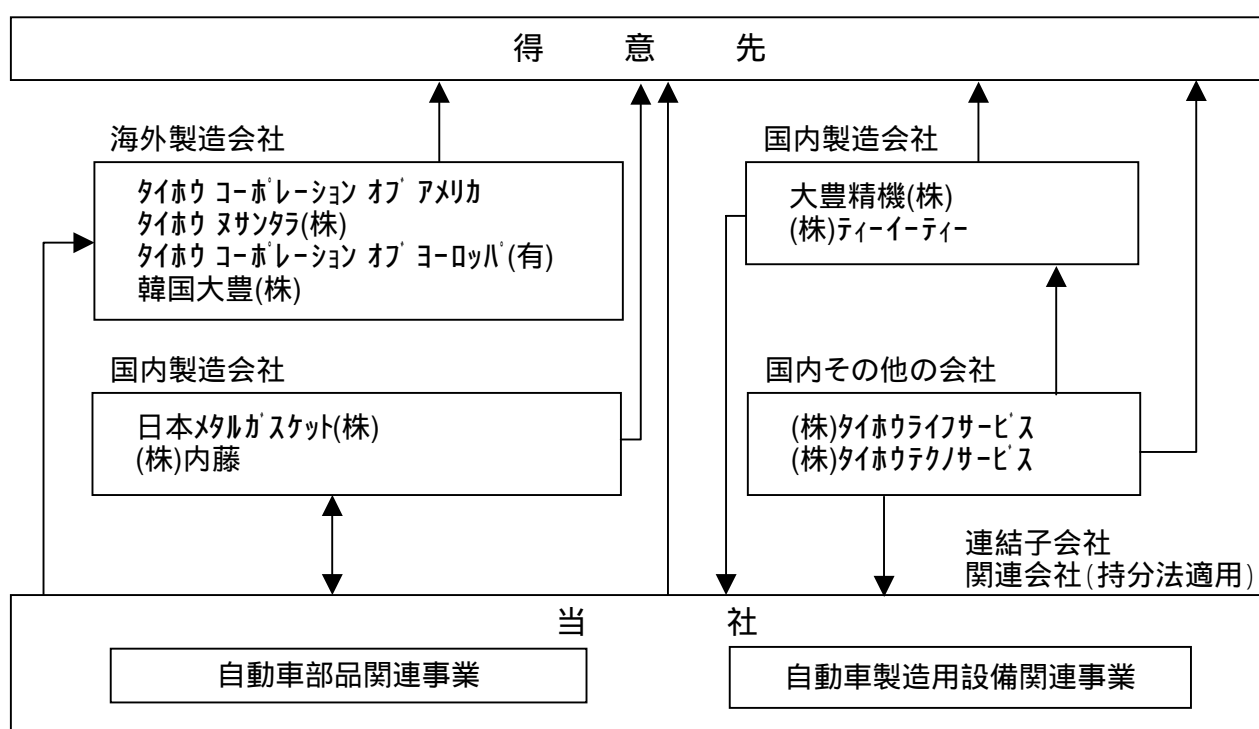 得意先
海外製造会社
ﾀｲﾎｳ ｺｰﾎﾟﾚｰｼｮﾝ ｵﾌﾞ ｱﾒﾘｶ
ﾀｲﾎｳ ﾇｻﾝﾀﾗ(株)
ﾀｲﾎｳ ｺｰﾎﾟﾚｰｼｮﾝ ｵﾌﾞ ﾖｰﾛｯﾊﾟ(有)
韓国大豊(株)
国内製造会社
日本ﾒﾀﾙｶﾞｽｹｯﾄ(株)
(株)内藤
国内製造会社
大豊精機(株)
(株)ﾃｨｰｲｰﾃｨｰ
国内その他の会社
(株)ﾀｲﾎｳﾗｲﾌｻｰﾋﾞｽ
(株)ﾀｲﾎｳﾃｸﾉｻｰﾋﾞｽ
連結子会社
関連会社(持分法適用)
当社
自動車部品関連事業
自動車製造用設備関連事業